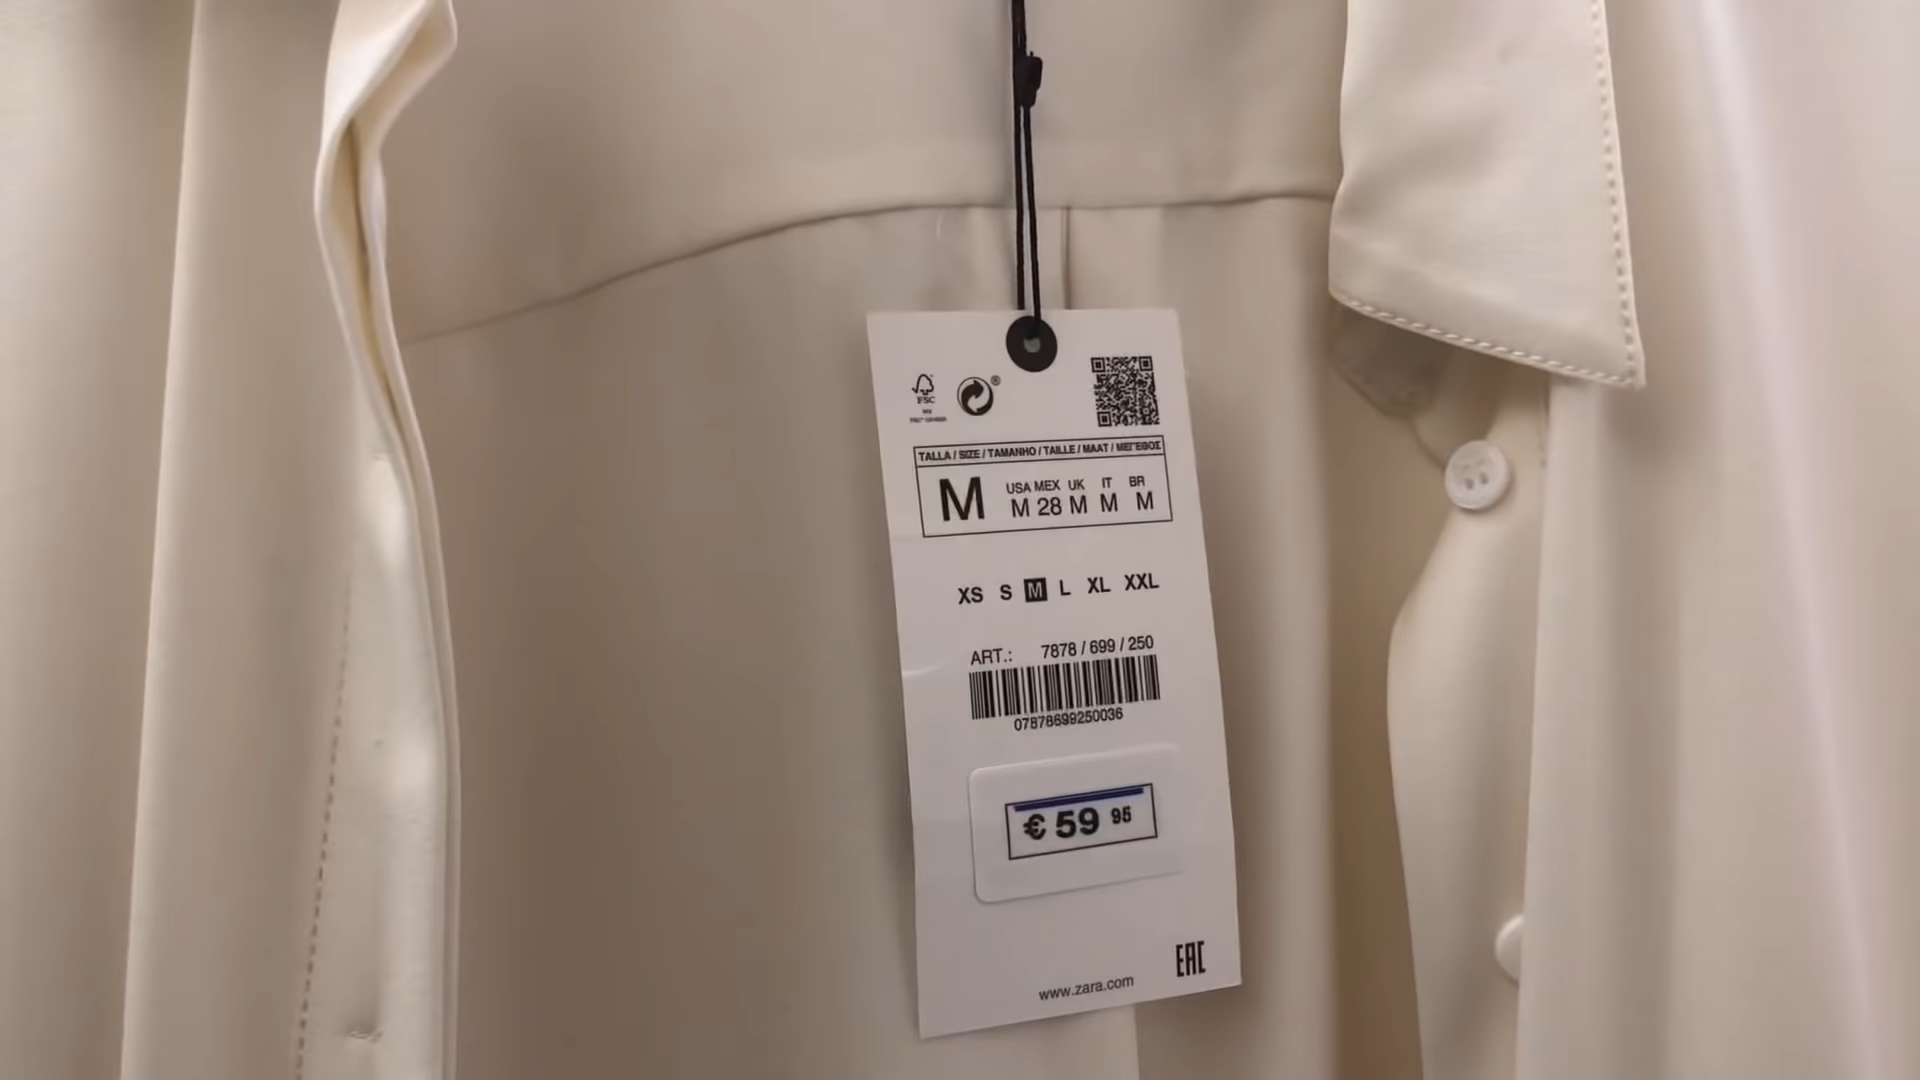 FSC
®
TALLA / SIZE / TAMANHO / TAILLE / MAAT / ΜΕΓΕΘΟΣ
M
USA MEX UK IT BR
M 28 M M M
XS S M L XL XXL
ART.: 7878 / 699 / 250
07878699250036
€ 59 95
EAC
www.zara.com